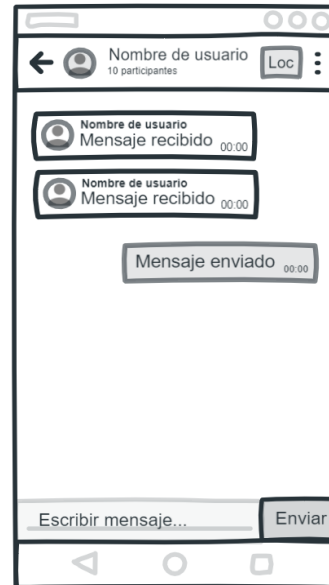 Nombre de usuario
10 participantes
Loc
Nombre de usuario
Mensaje recibido 00:00
Nombre de usuario
Mensaje recibido 00:00
Mensaje enviado 00:00
Escribir mensaje...
Enviar